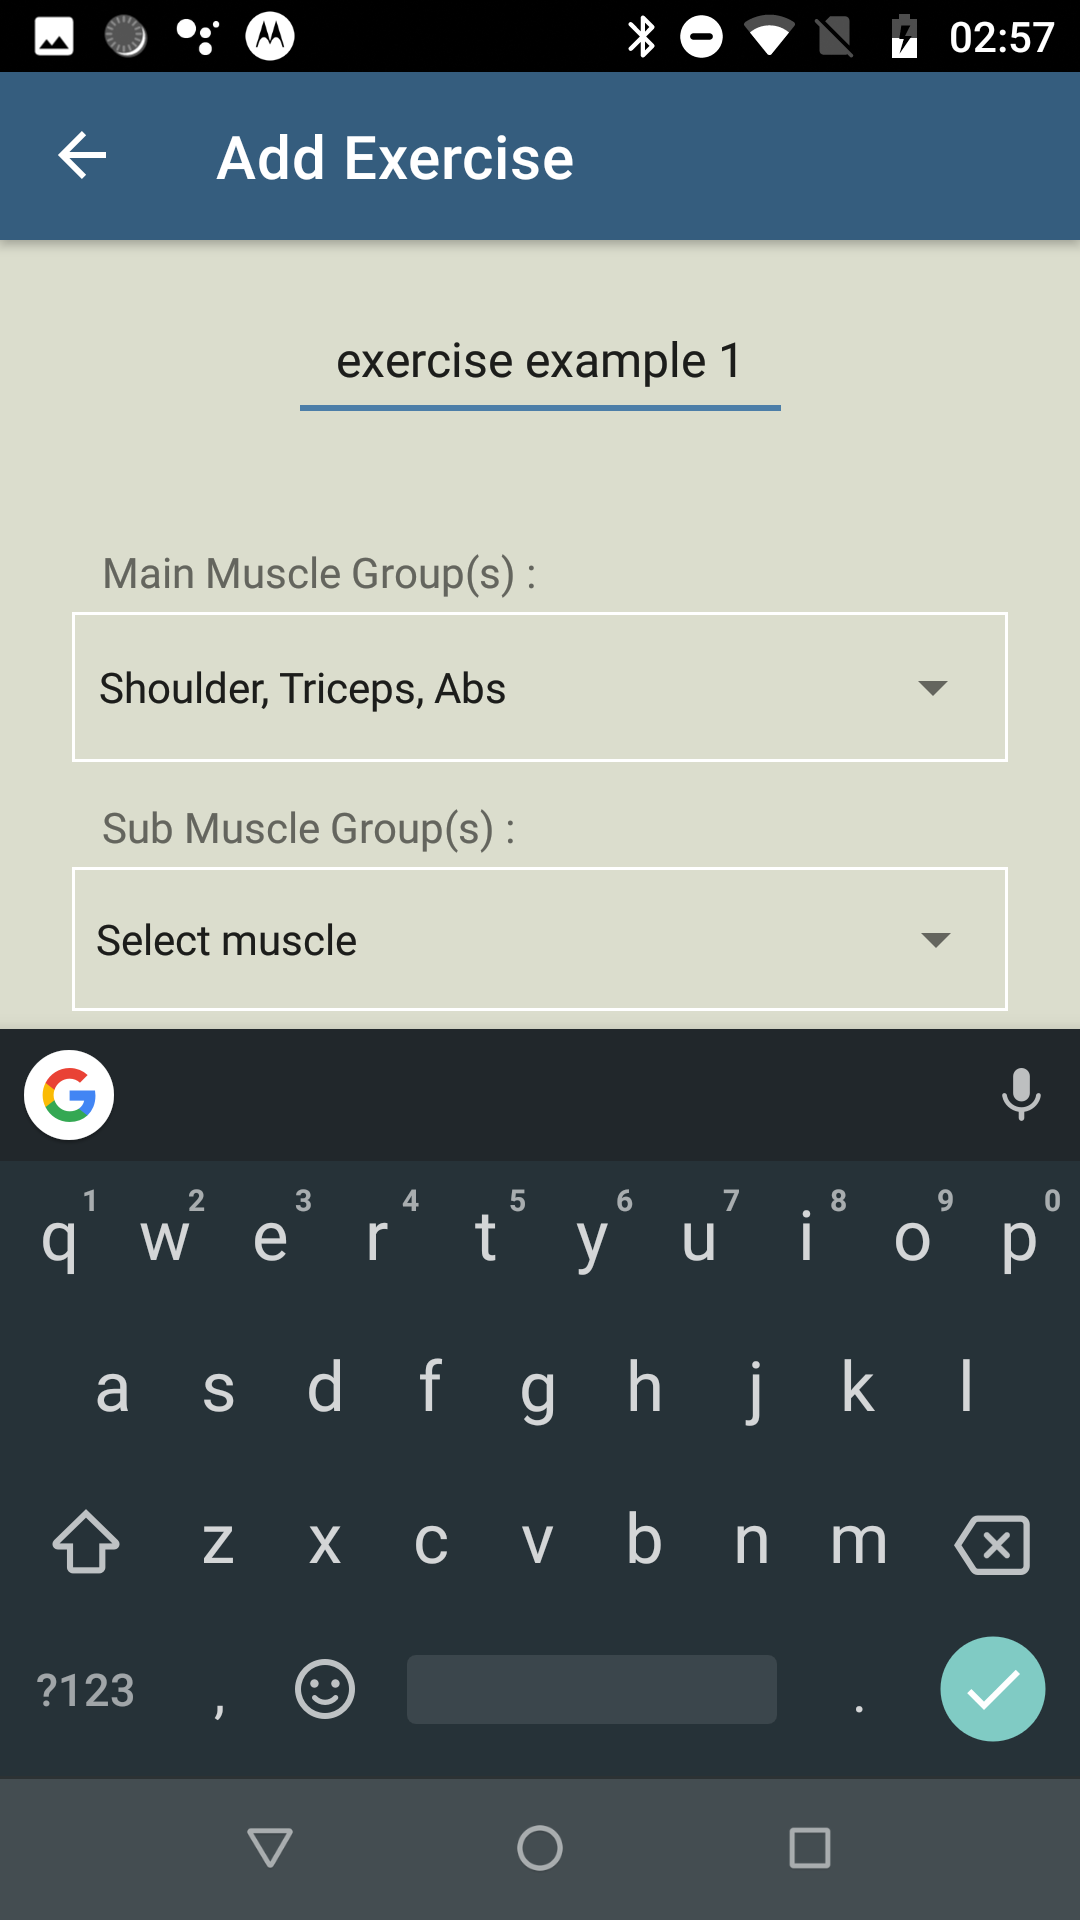 02:57
Add Exercise
exercise example 1
Main Muscle Group(s) :
Shoulder, Triceps, Abs
Sub Muscle Group(s) :
Select muscle
1 2 3 4 5 6 7 8 9 0
q w e r t y u i o p
a s d f g h j k l
z x c v b n m
?123 , .